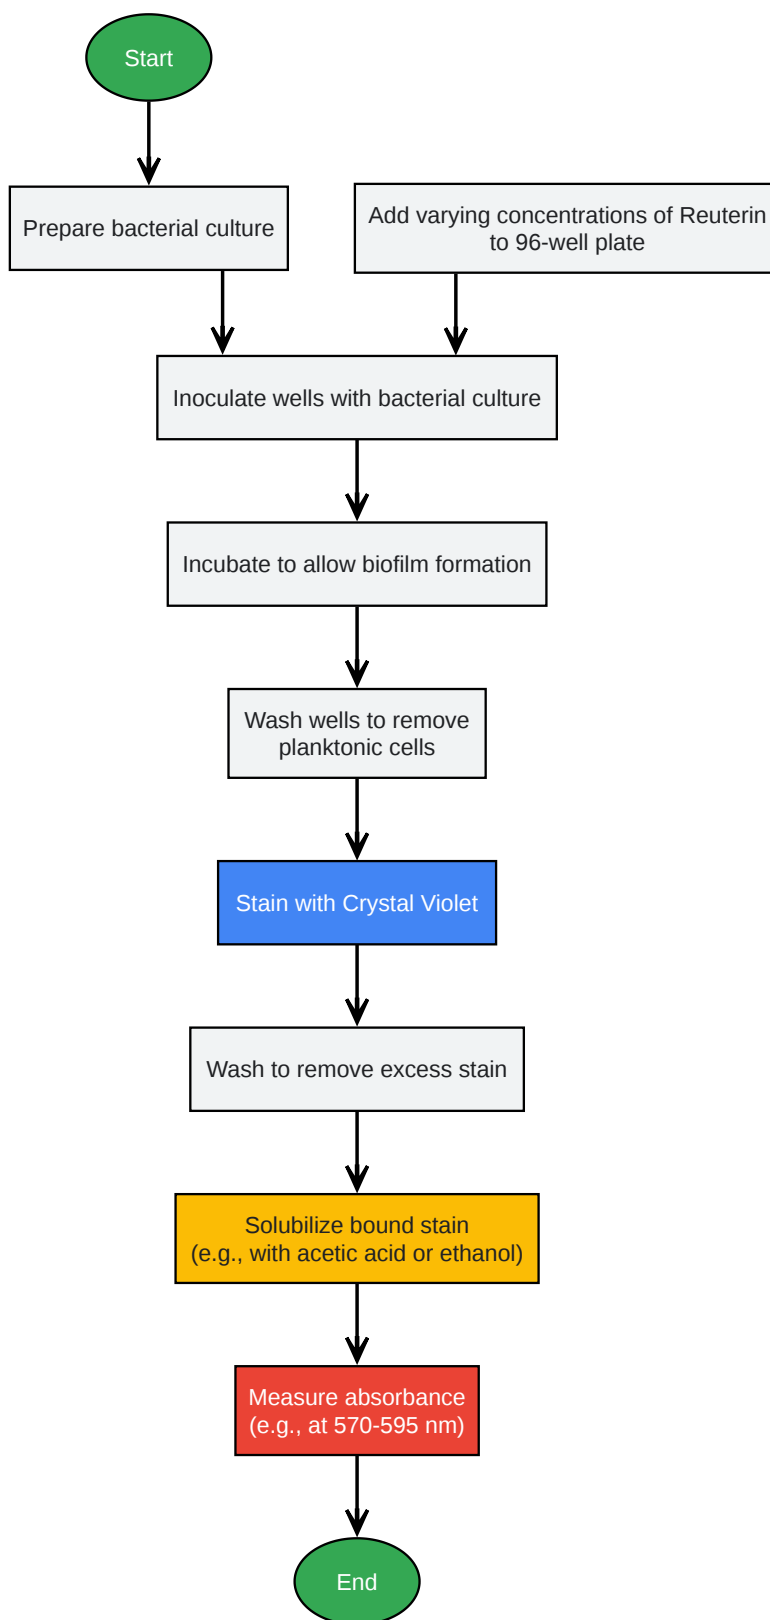 Start
Prepare bacterial culture
Add varying concentrations of Reuterin
to 96-well plate
Inoculate wells with bacterial culture
Incubate to allow biofilm formation
Wash wells to remove
planktonic cells
Stain with Crystal Violet
Wash to remove excess stain
Solubilize bound stain
(e.g., with acetic acid or ethanol)
Measure absorbance
(e.g., at 570-595 nm)
End